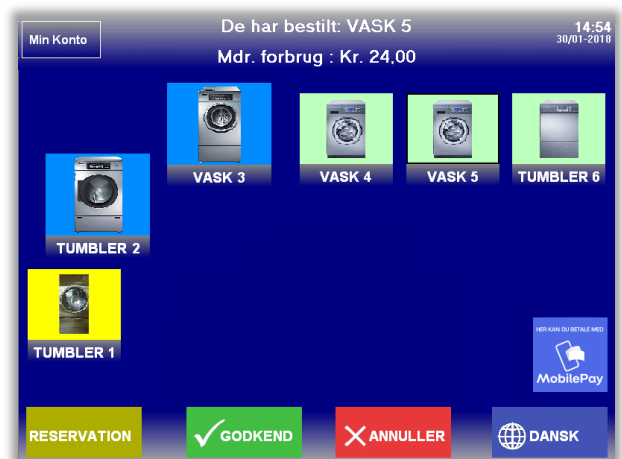 Min Konto
De har bestilt: VASK 5
Mdr. forbrug : Kr. 24,00
14:54
30/01-2018
VASK 3
VASK 4
VASK 5
TUMBLER 6
TUMBLER 2
TUMBLER 1
HER KAN DU BETALE MED
MobilePay
RESERVATION
GODKEND
ANNULLER
DANSK